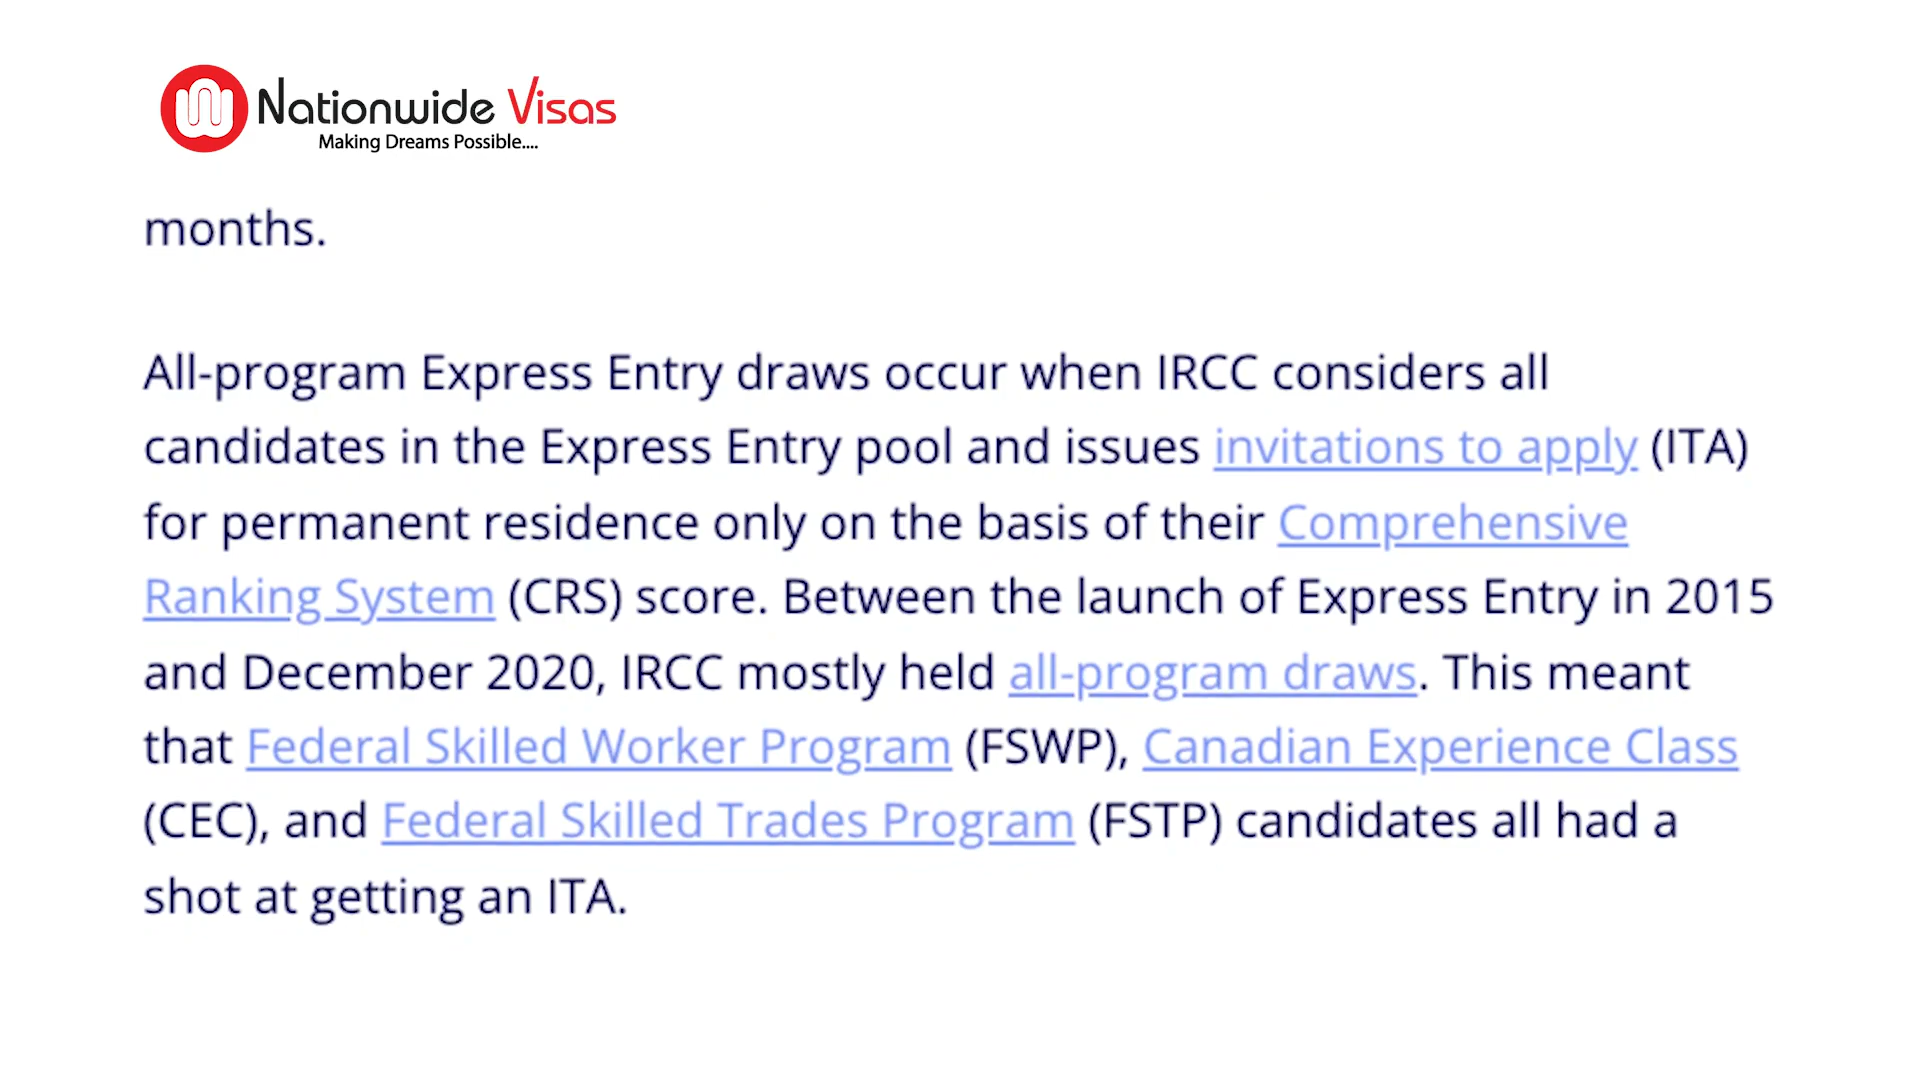 Nationwide Visas
Making Dreams Possible....
months.
All-program Express Entry draws occur when IRCC considers all
candidates in the Express Entry pool and issues invitations to apply (ITA)
for permanent residence only on the basis of their Comprehensive
Ranking System (CRS) score. Between the launch of Express Entry in 2015
and December 2020, IRCC mostly held all-program draws. This meant
that Federal Skilled Worker Program (FSWP), Canadian Experience Class
(CEC), and Federal Skilled Trades Program (FSTP) candidates all had a
shot at getting an ITA.